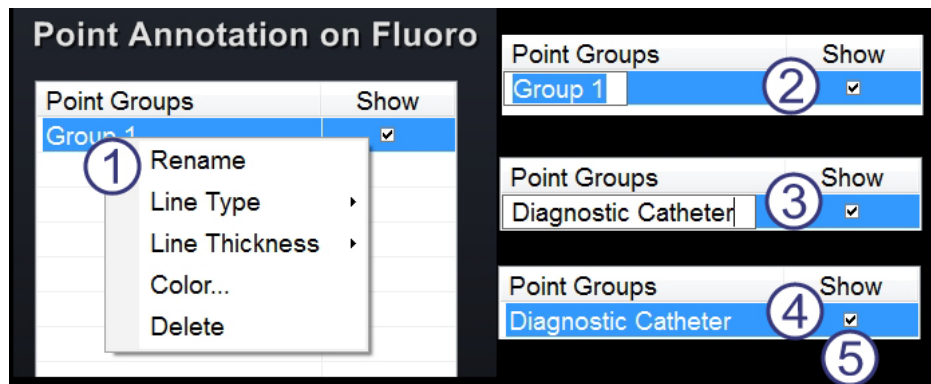 Point Annotation on Fluoro
Point Groups Show
Group 1
1
Rename
Line Type
Line Thickness
Color...
Delete
Point Groups Show
Group 1 2
Point Groups Show
Diagnostic Catheter 3
Point Groups Show
Diagnostic Catheter 4
5